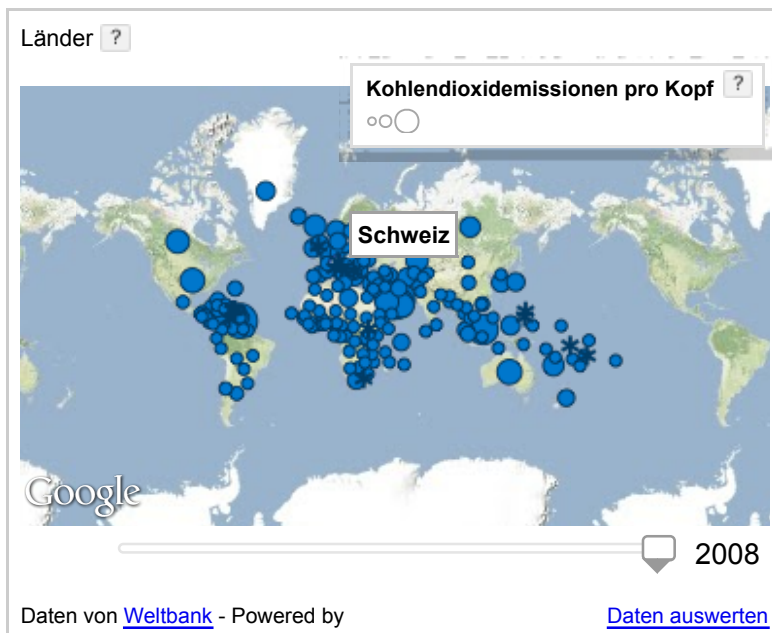 Länder ?
Kohlendioxidemissionen pro Kopf ?
Schweiz
Google
2008
Daten von Weltbank - Powered by Daten auswerten